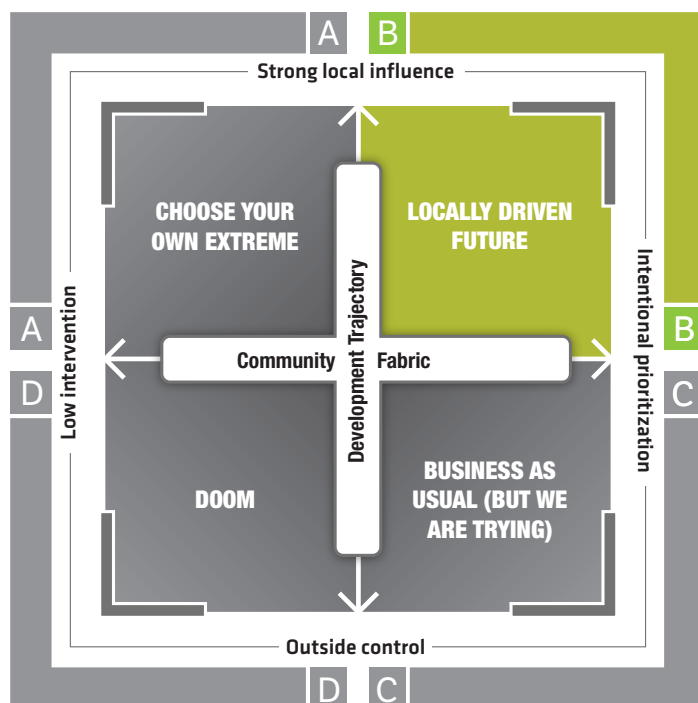 A B
Strong local influence
CHOOSE YOUR
OWN EXTREME
LOCALLY DRIVEN
FUTURE
Low intervention
Development Trajectory
Intentional prioritization
A
B
Community Fabric
D
C
DOOM
BUSINESS AS
USUAL (BUT WE
ARE TRYING)
Outside control
D C